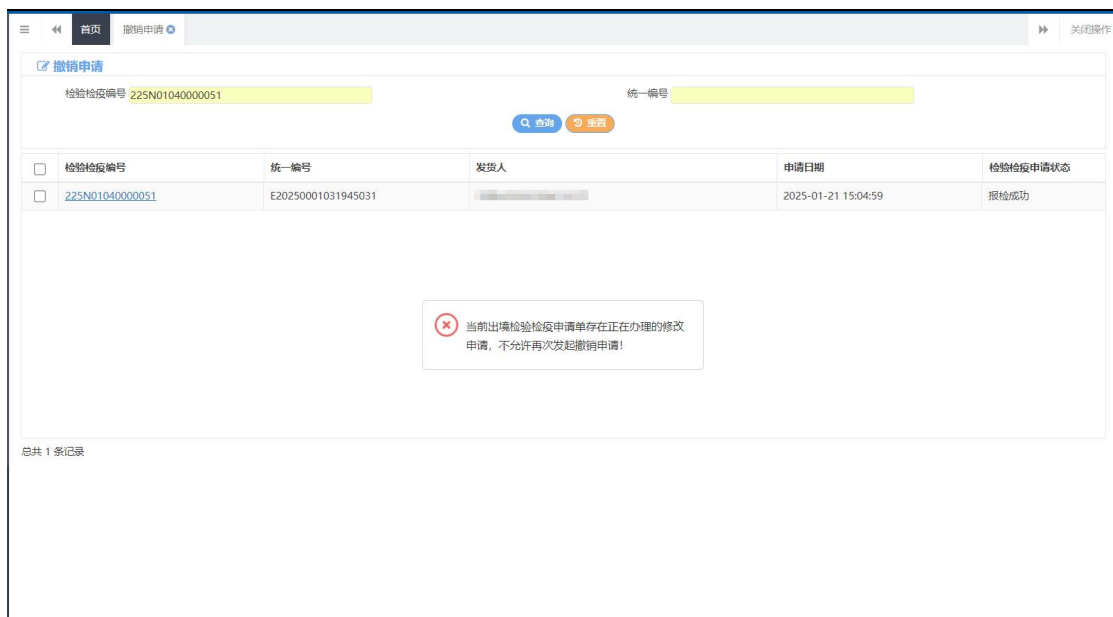 首页 撤销申请 关闭操作
撤销申请
检验检疫编号 225N01040000051 统一编号
查询 重置
检验检疫编号 统一编号 发货人 申请日期 检验检疫申请状态
225N01040000051 E20250001031945031 2025-01-21 15:04:59 报检成功
当前出境检验检疫申请单存在正在办理的修改
申请，不允许再次发起撤销申请！
总共 1 条记录